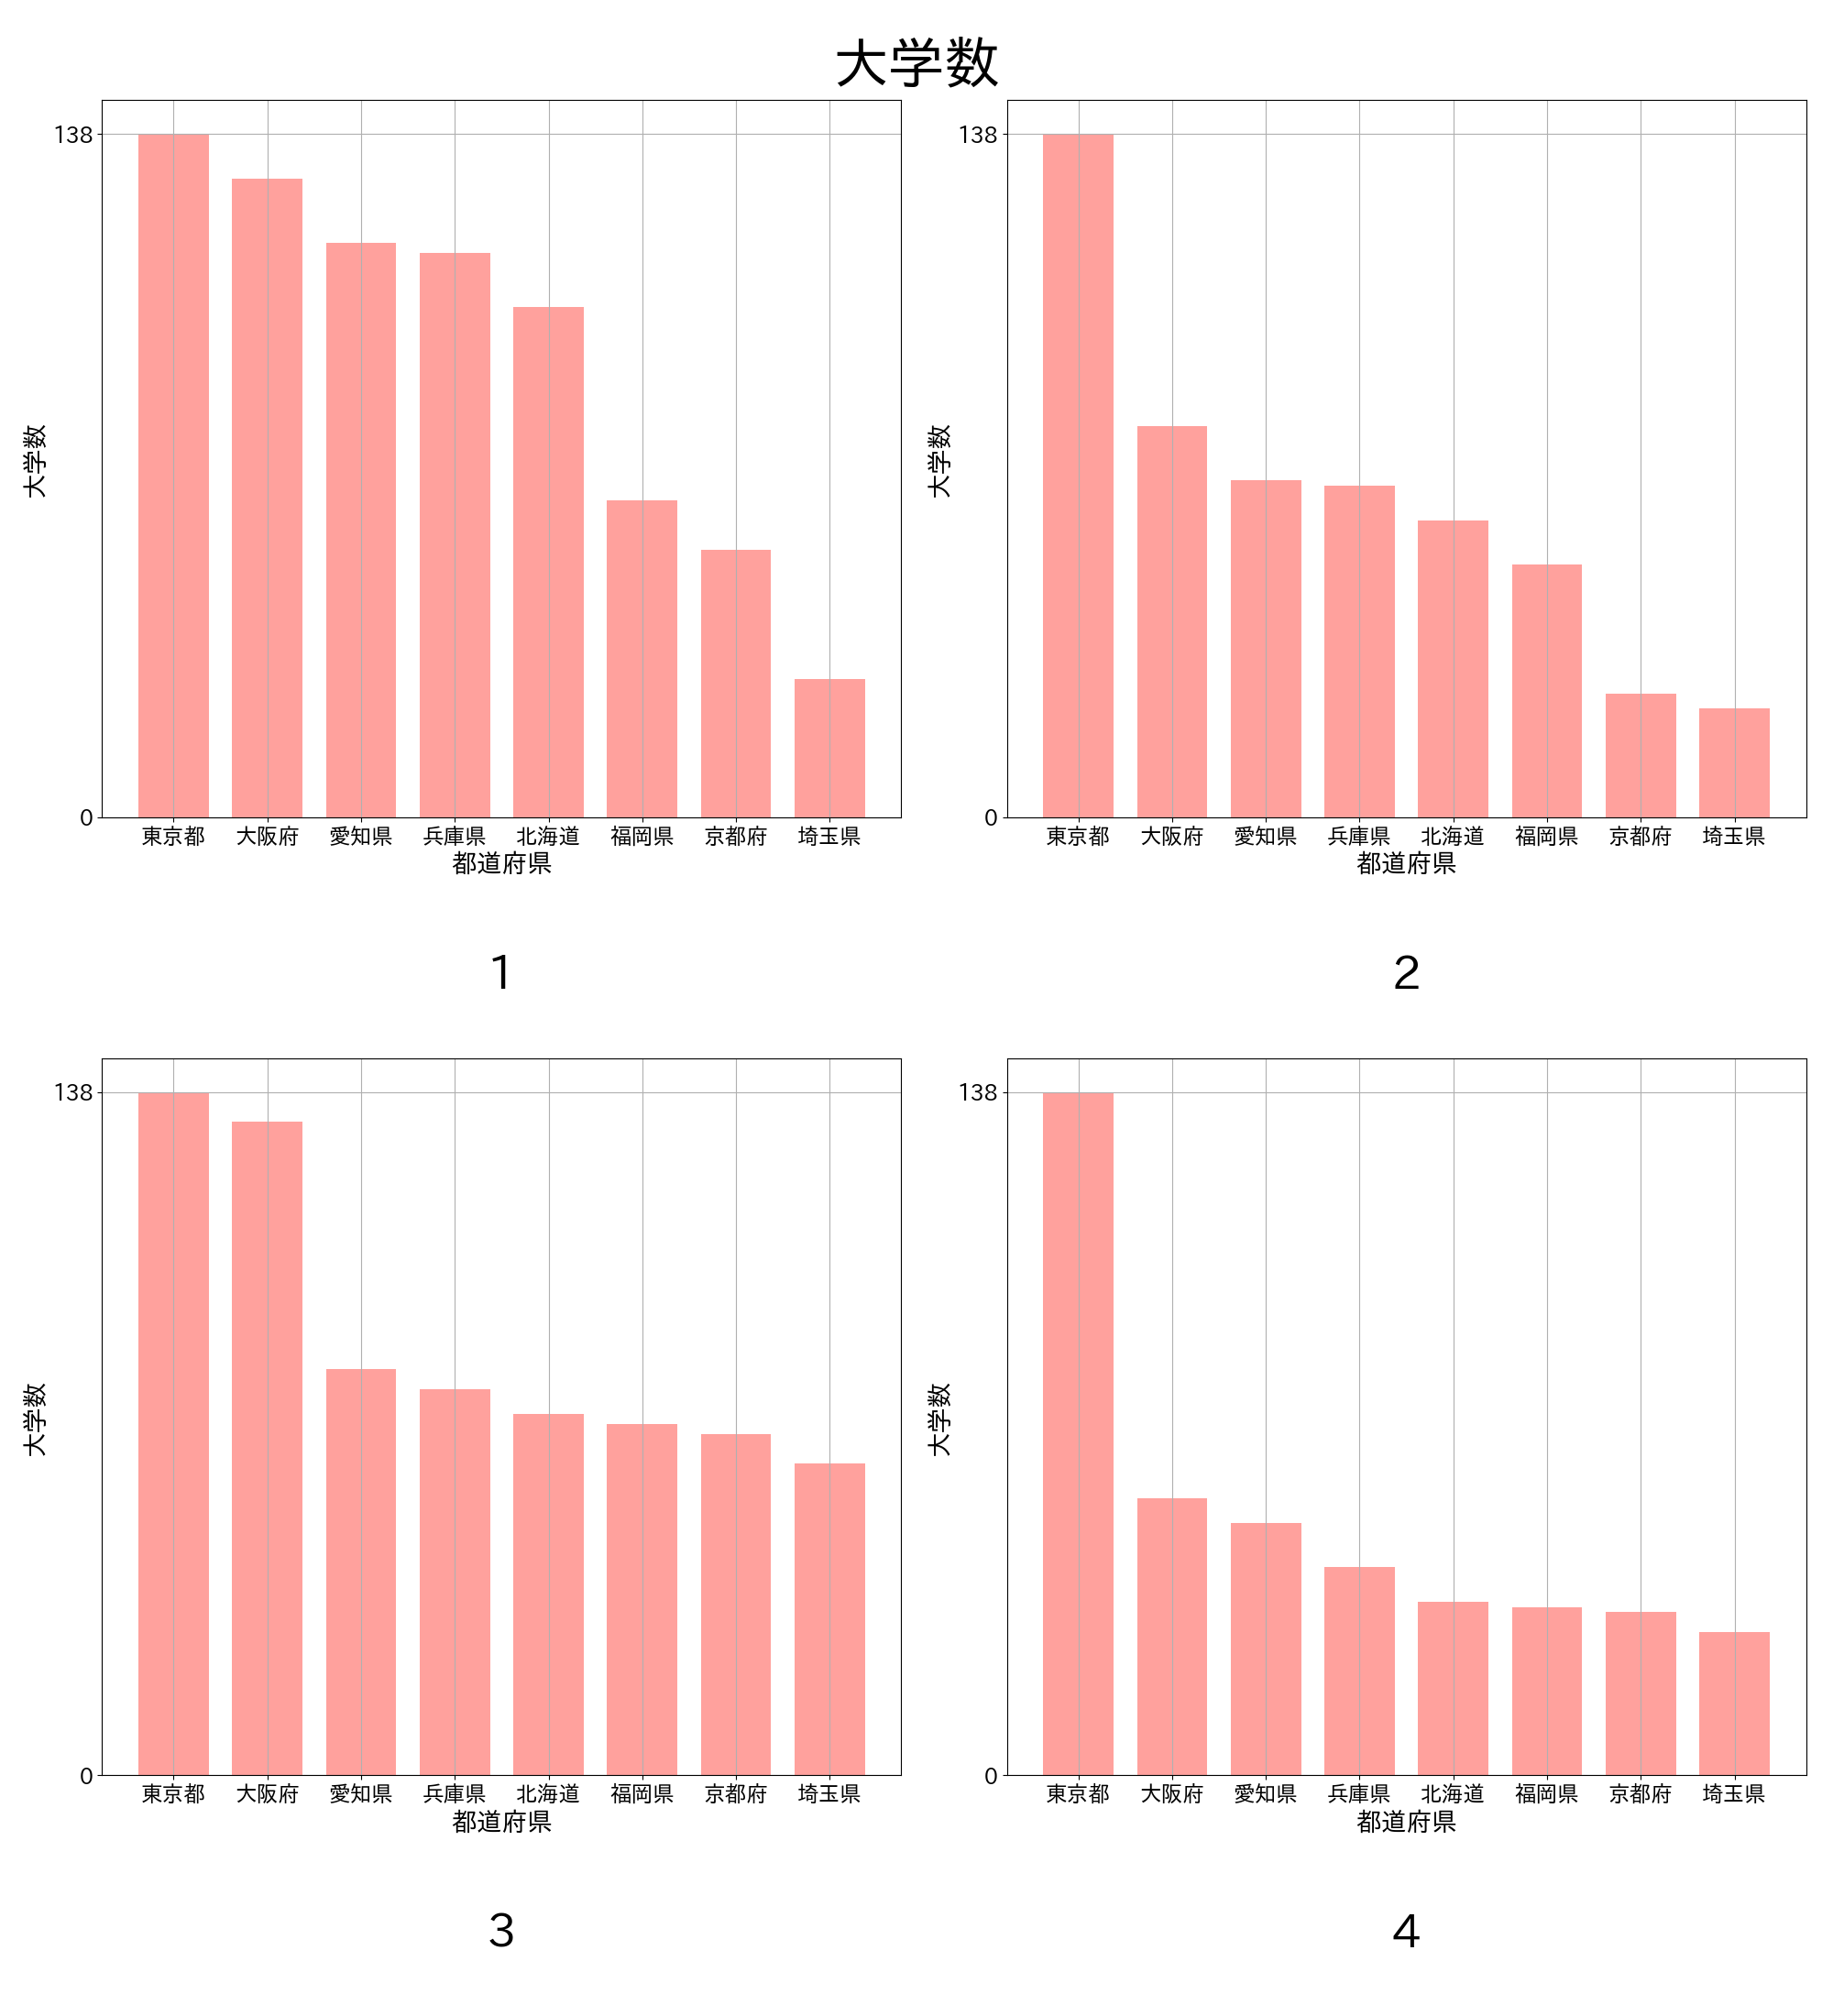 大学数
138
大学数
0
東京都 大阪府 愛知県 兵庫県 北海道 福岡県 京都府 埼玉県
都道府県
1
138
大学数
0
東京都 大阪府 愛知県 兵庫県 北海道 福岡県 京都府 埼玉県
都道府県
2
138
大学数
0
東京都 大阪府 愛知県 兵庫県 北海道 福岡県 京都府 埼玉県
都道府県
3
138
大学数
0
東京都 大阪府 愛知県 兵庫県 北海道 福岡県 京都府 埼玉県
都道府県
4